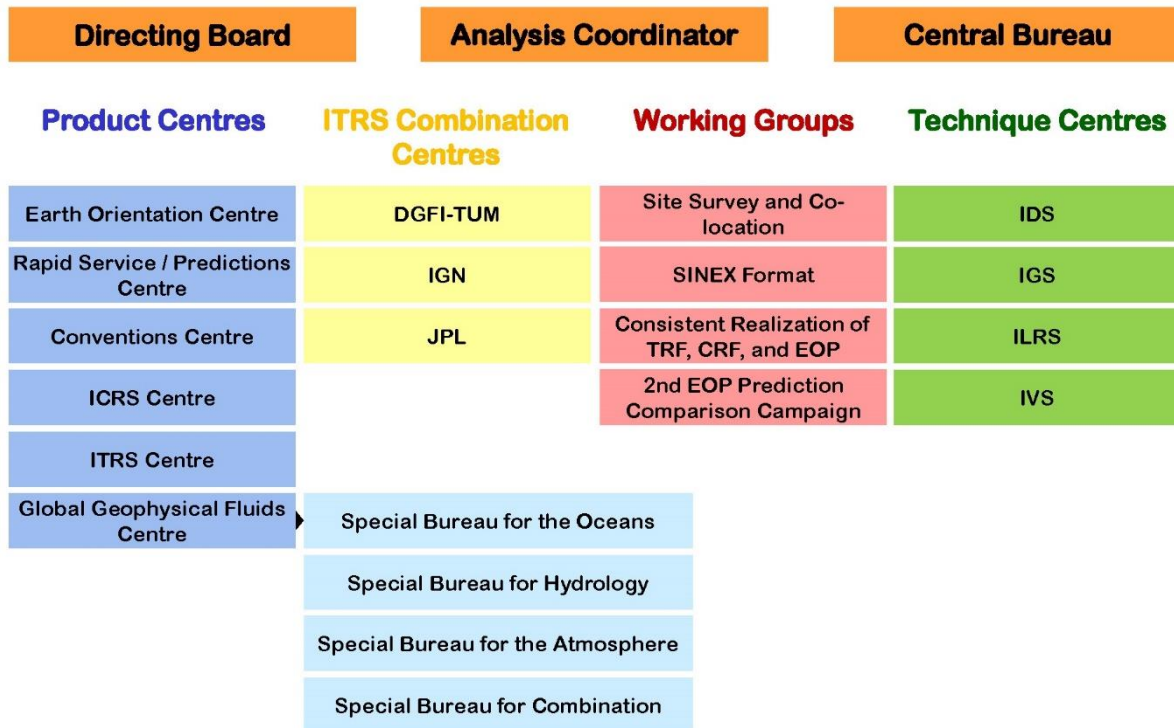 Directing Board
Analysis Coordinator
Central Bureau
Product Centres
ITRS Combination
Centres
Working Groups
Technique Centres
Earth Orientation Centre
Rapid Service / Predictions
Centre
Conventions Centre
ICRS Centre
ITRS Centre
Global Geophysical Fluids
Centre
DGFI-TUM
IGN
JPL
Site Survey and Co-
location
SINEX Format
Consistent Realization of
TRF, CRF, and EOP
2nd EOP Prediction
Comparison Campaign
IDS
IGS
ILRS
IVS
Special Bureau for the Oceans
Special Bureau for Hydrology
Special Bureau for the Atmosphere
Special Bureau for Combination